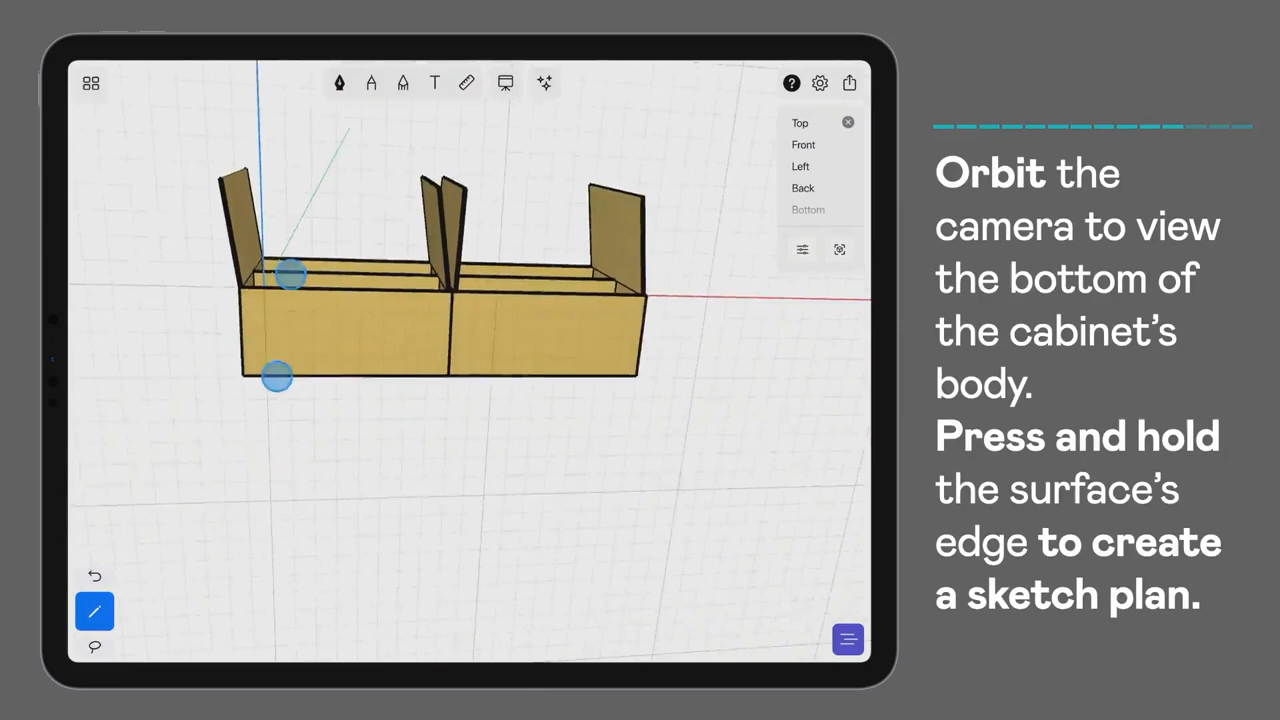 T
?
Top
Front
Left
Back
Bottom
Orbit the
camera to view
the bottom of
the cabinet’s
body.
Press and hold
the surface’s
edge to create
a sketch plan.